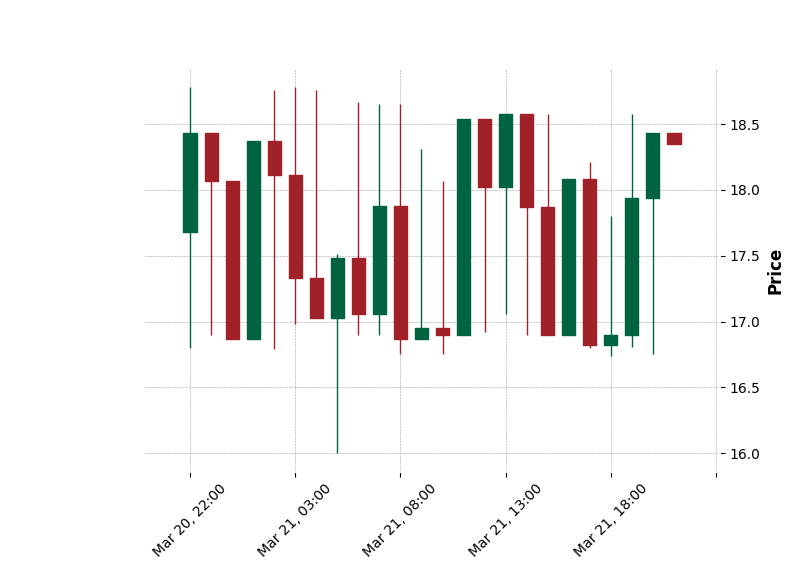 18.5
18.0
17.5
17.0
16.5
16.0
Price
Mar 20, 22:00
Mar 21, 03:00
Mar 21, 08:00
Mar 21, 13:00
Mar 21, 18:00